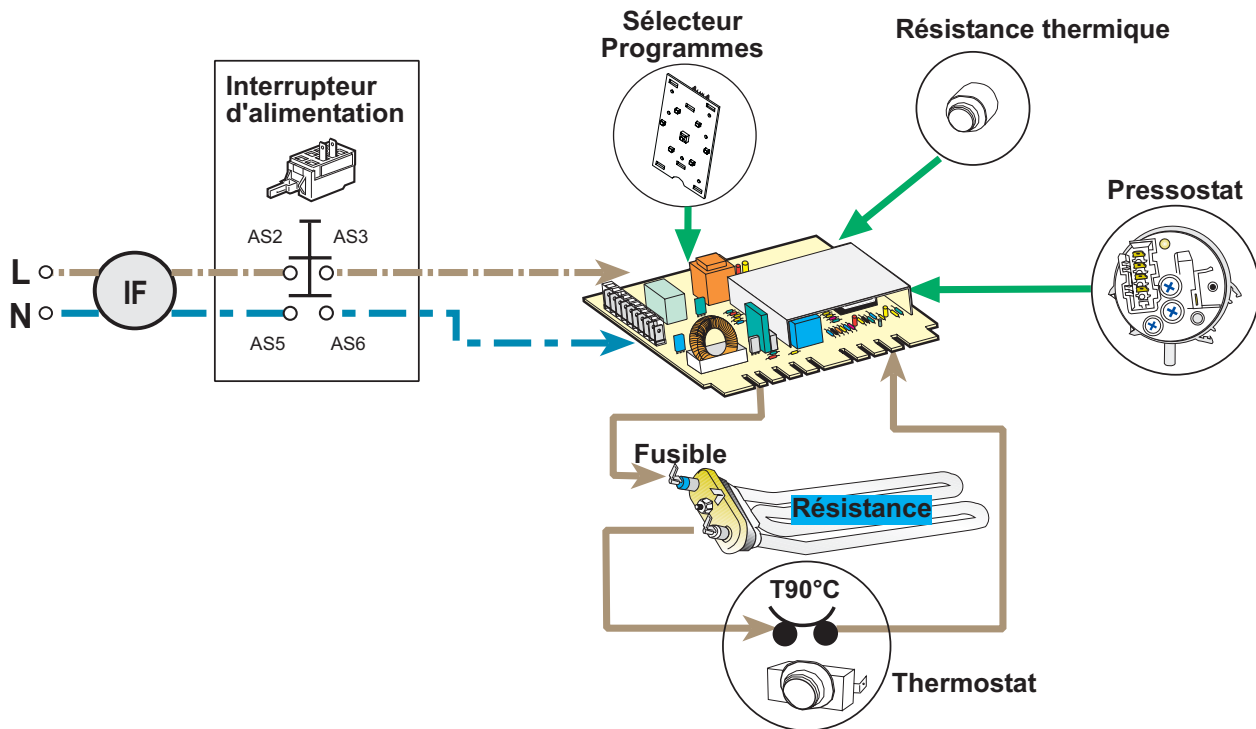 Sélecteur
Programmes
Résistance thermique
Interrupteur
d'alimentation
Pressostat
AS2
AS3
L
IF
N
AS5
AS6
Fusible
Résistance
T90°C
Thermostat